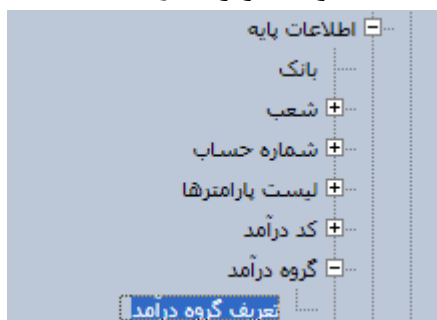 اطلاعات پایه
بانک
شعب
شماره حساب
لیست پارامترها
کد درآمد
گروه درآمد
تعریف گروه درآمد